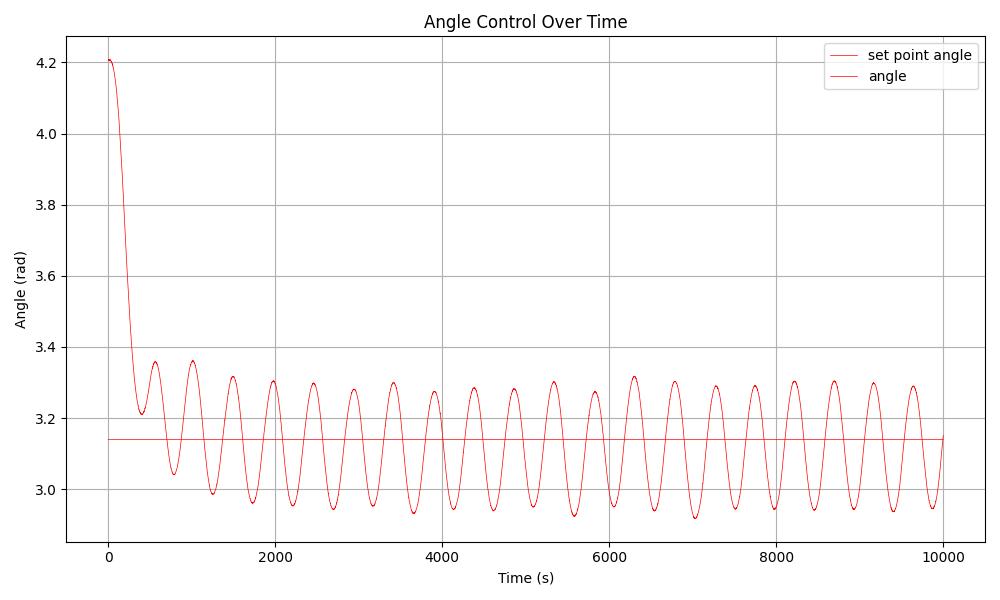 Angle Control Over Time
set point angle
angle
4.2
4.0
3.8
3.6
3.4
3.2
3.0
Angle (rad)
0 2000 4000 6000 8000 10000
Time (s)